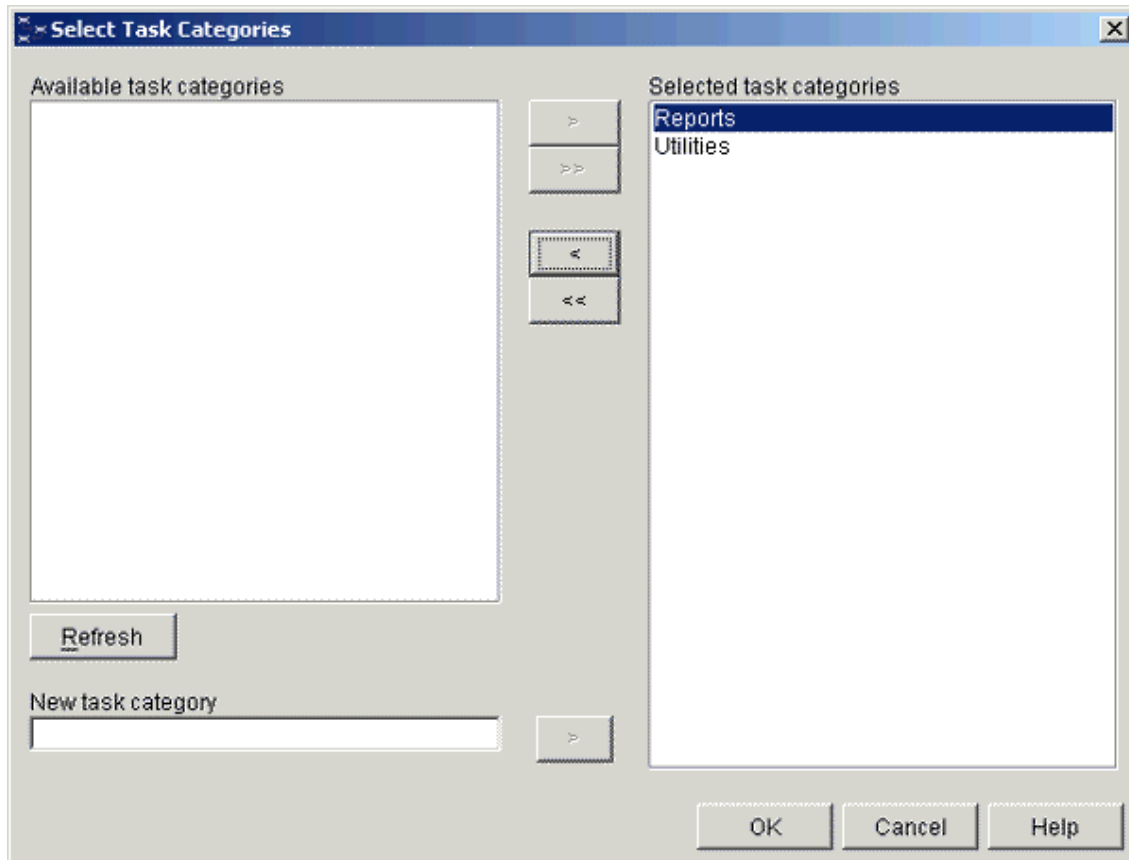 Select Task Categories
Available task categories
Selected task categories
>
>>
<
<<
Reports
Utilities
Refresh
New task category
>
OK
Cancel
Help